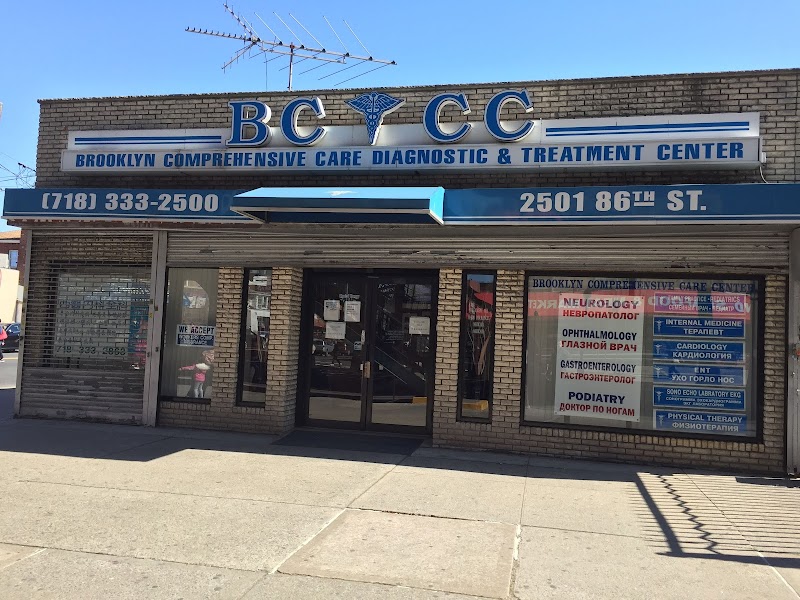 BC CC
BROOKLYN COMPREHENSIVE CARE DIAGNOSTIC & TREATMENT CENTER
(718) 333-2500
2501 86TH ST.
WE ACCEPT
BROOKLYN COMPREHENSIVE CARE CENTER
NEUROLOGY
НЕВРОПАТОЛОГ
OPHTHALMOLOGY
ГЛАЗНОЙ ВРАЧ
GASTROENTEROLOGY
ГАСТРОЭНТЕРОЛОГ
PODIATRY
ДОКТОР ПО НОГАМ
INTERNAL MEDICINE
ТЕРАПЕВТ
CARDIOLOGY
КАРДИОЛОГИЯ
ENT
УХО ГОРЛО НОС
SONO ECHO LABRATORY EKG
PHYSICAL THERAPY
ФИЗИОТЕРАПИЯ